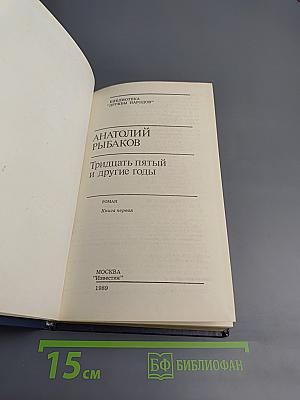 БИБЛИОТЕКА
"ДРУЖБЫ НАРОДОВ"
АНАТОЛИЙ
РЫБАКОВ
Тридцать пятый
и другие годы
РОМАН
Книга первая
МОСКВА
"Известия"
1989
15 см
БФ БИБЛИОФАН